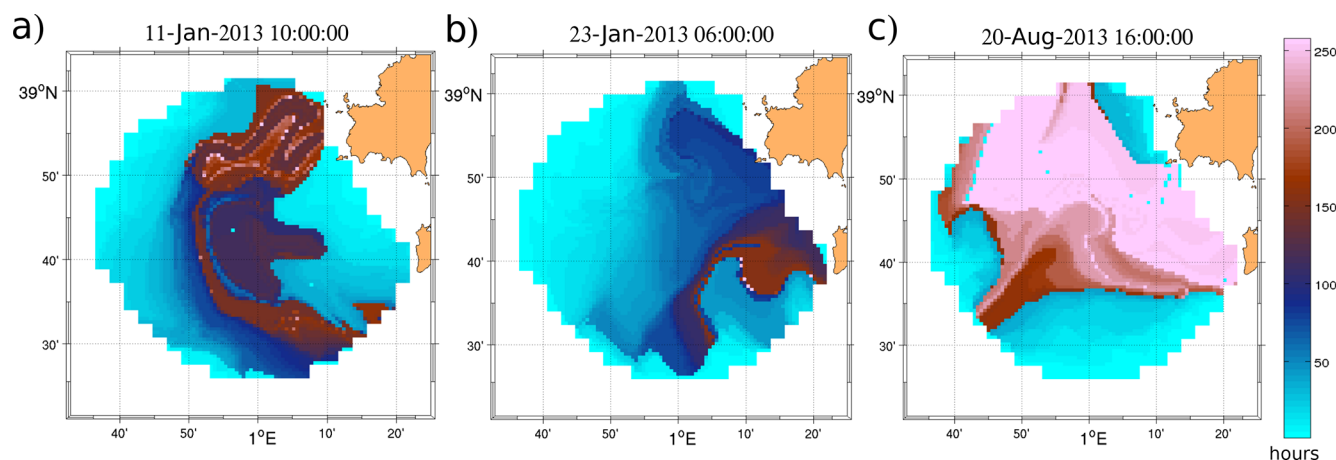 a) 11-Jan-2013 10:00:00
39°N
50'
40'
30'
40' 50' 1°E 10' 20'
b) 23-Jan-2013 06:00:00
39°N
50'
40'
30'
40' 50' 1°E 10' 20'
c) 20-Aug-2013 16:00:00
39°N
50'
40'
30'
40' 50' 1°E 10' 20'
250
200
150
100
50
hours